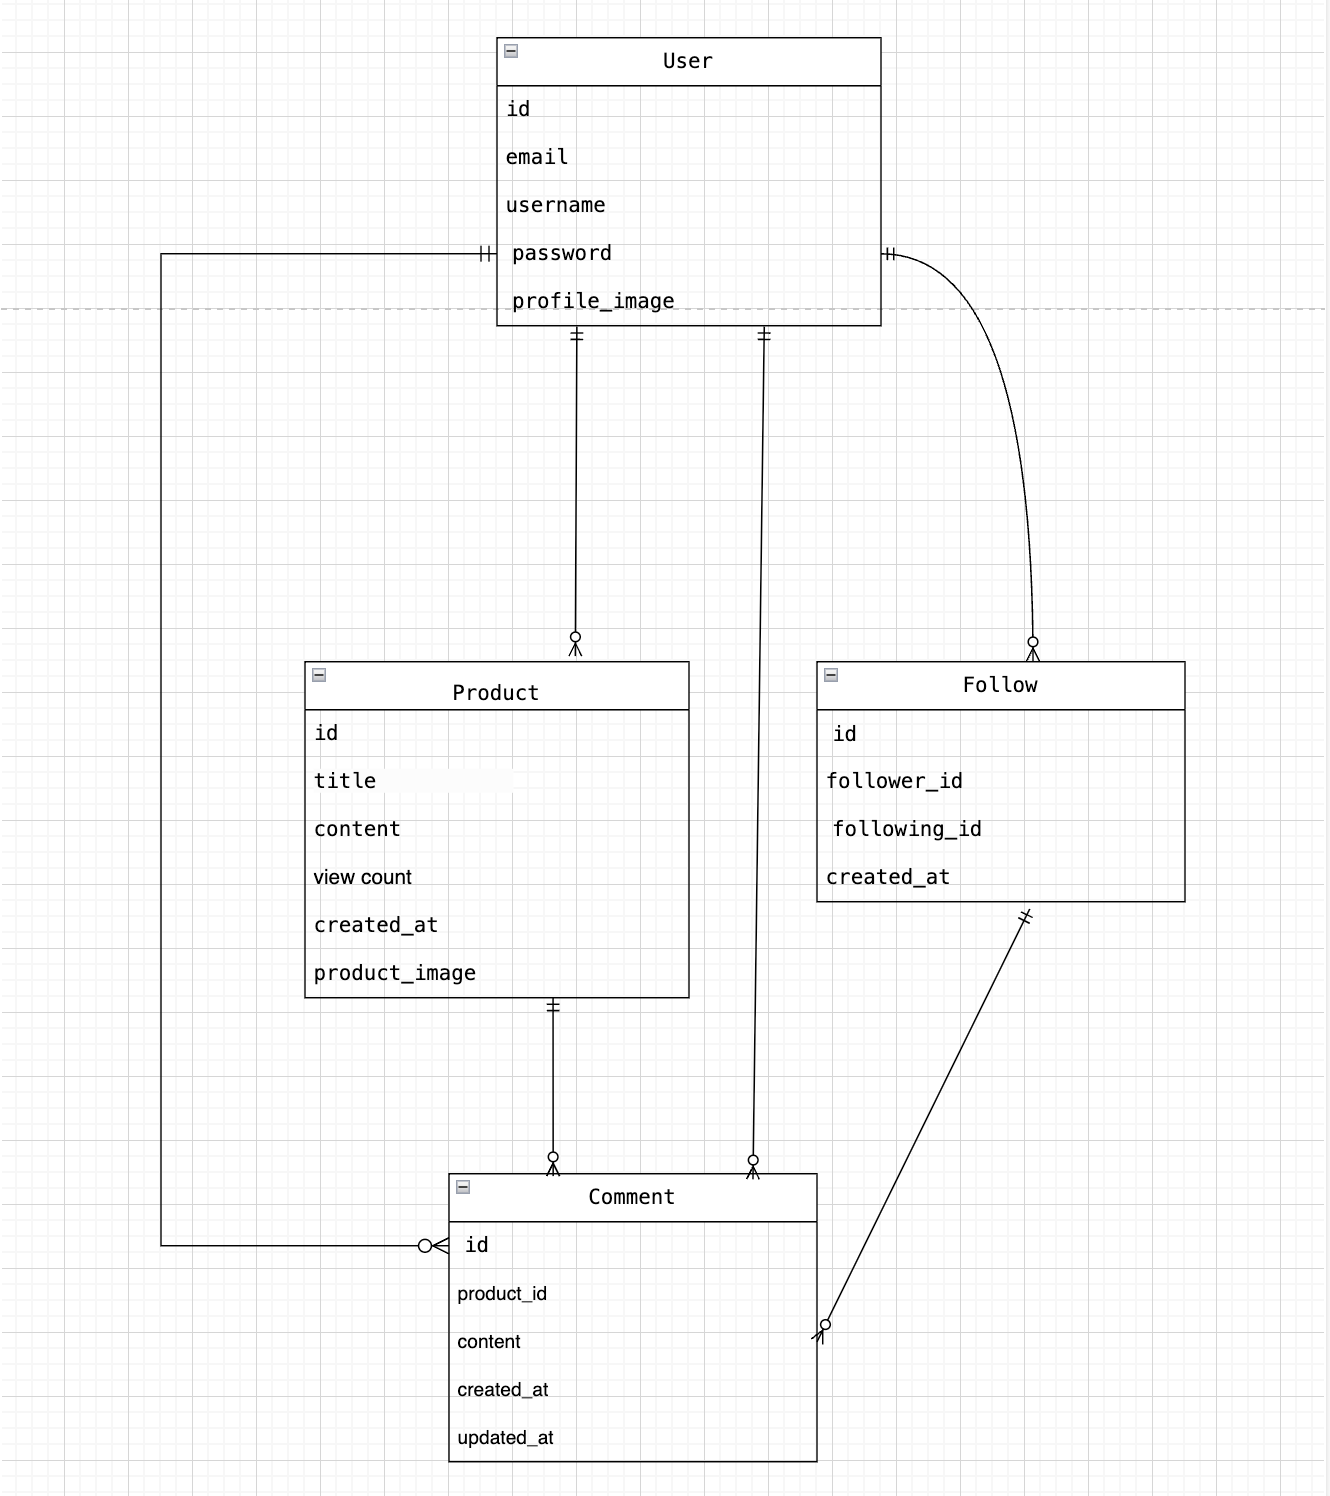 User
id
email
username
password
profile_image
Product
id
title
content
view count
created_at
product_image
Follow
id
follower_id
following_id
created_at
Comment
id
product_id
content
created_at
updated_at